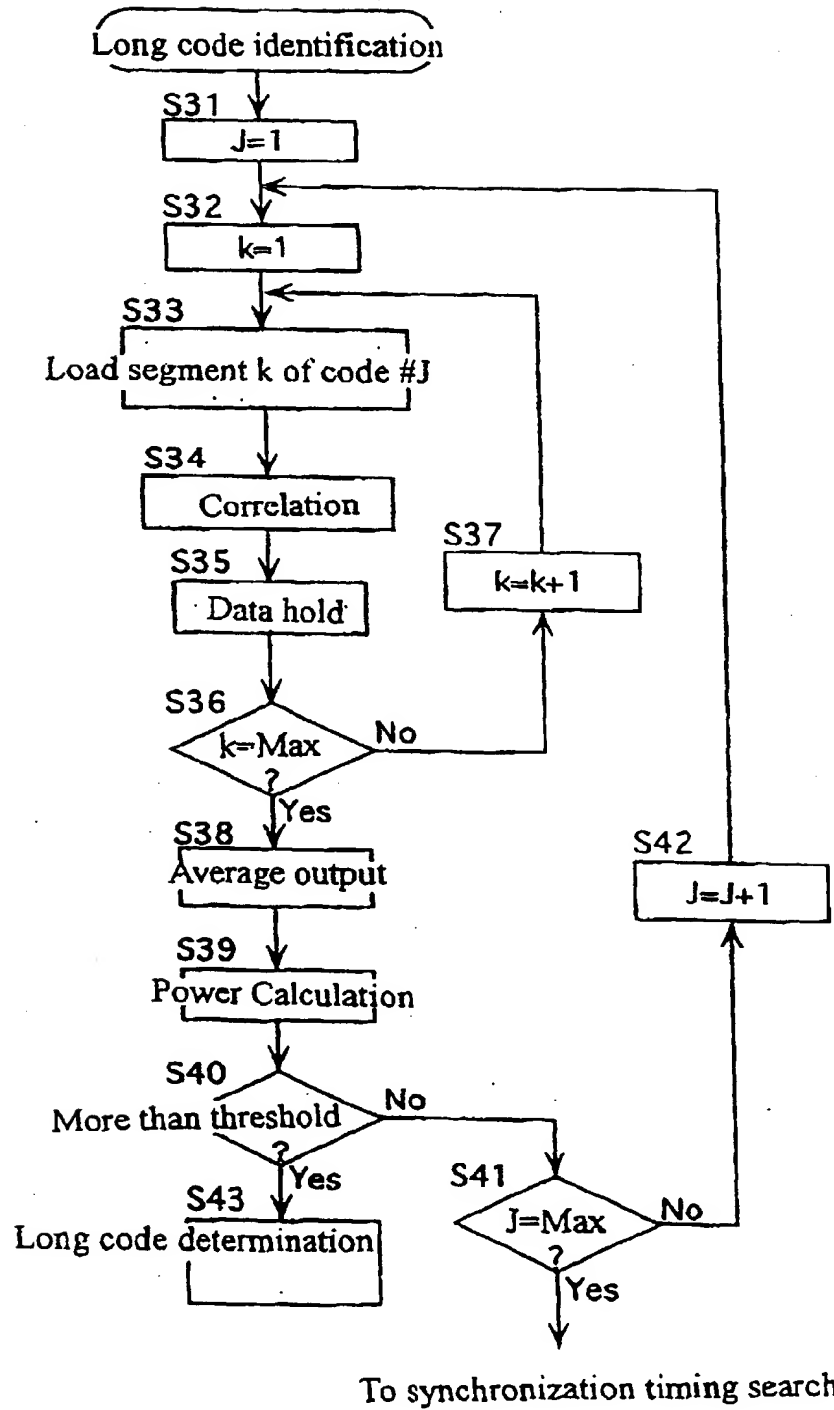 Long code identification
S31
J=1
S32
k=1
S33
Load segment k of code #J
S34
Correlation
S35
Data hold
S37
k=k+1
S36
k=Max
?
No
Yes
S38
Average output
S42
J=J+1
S39
Power Calculation
S40
More than threshold
?
No
Yes
S41
J=Max
?
No
Yes
S43
Long code determination
To synchronization timing search